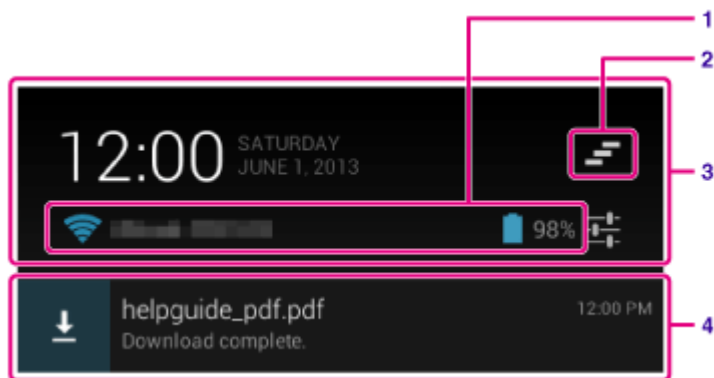 1
2
12:00
SATURDAY
JUNE 1, 2013
3
98%
helpguide_pdf.pdf
12:00 PM
Download complete.
4